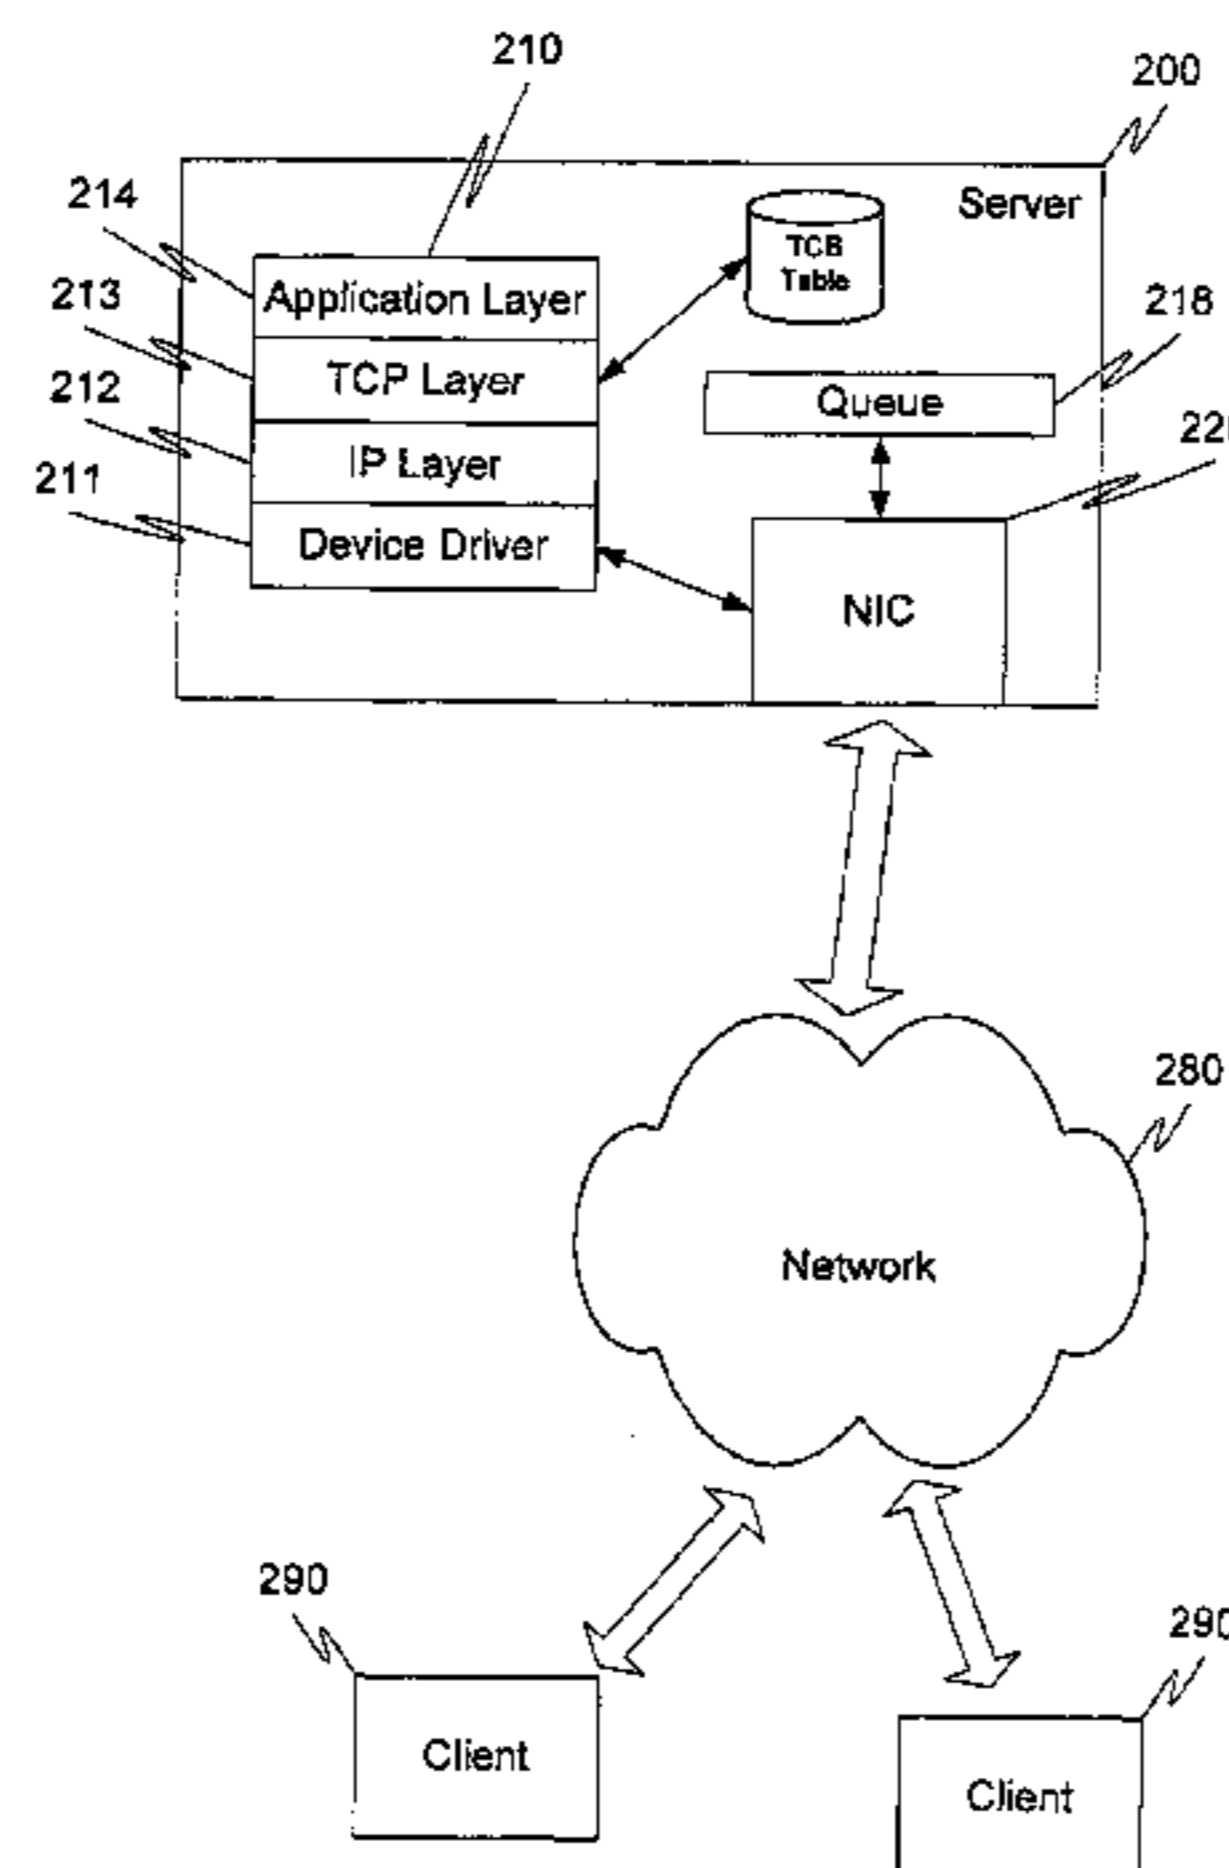 210
200
Server
214
TCB
Table
213
Application Layer
218
212
TCP Layer
Queue
211
IP Layer
Device Driver
NIC
280
Network
290
290
Client
Client